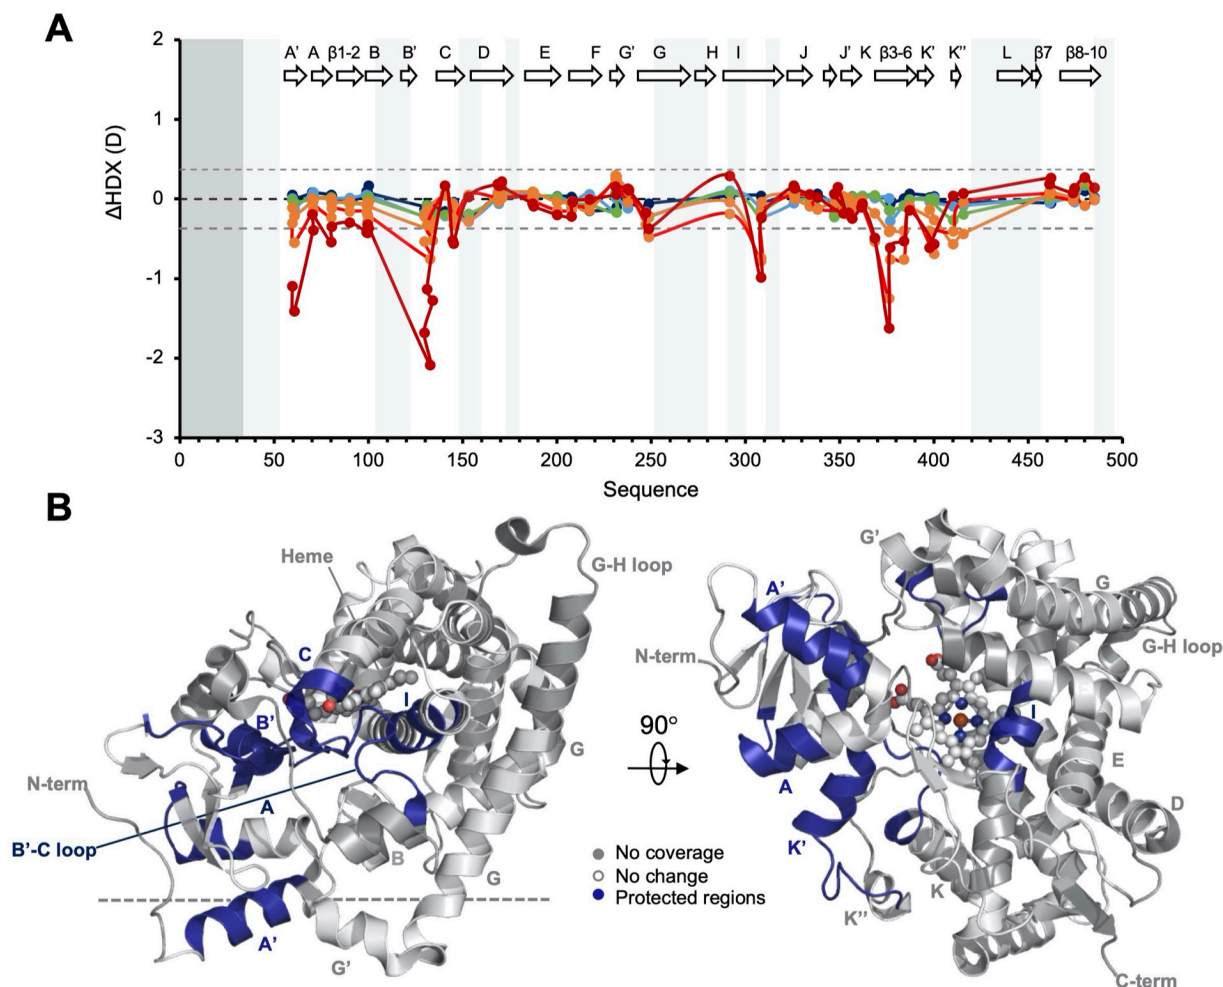 A
2
1
0
-1
-2
-3
ΔHDX (D)
A' A β1-2 B B' C D E F G' G H I J J' K β3-6 K' K'' L β7 β8-10
0 50 100 150 200 250 300 350 400 450 500
Sequence
B
Heme
G-H loop
C
I
B'
G
N-term
A
B'-C loop
B
G
A'
G'
90°
No coverage
No change
Protected regions
G'
A'
G
G-H loop
N-term
F
I
E
A
D
K'
K
K''
C-term